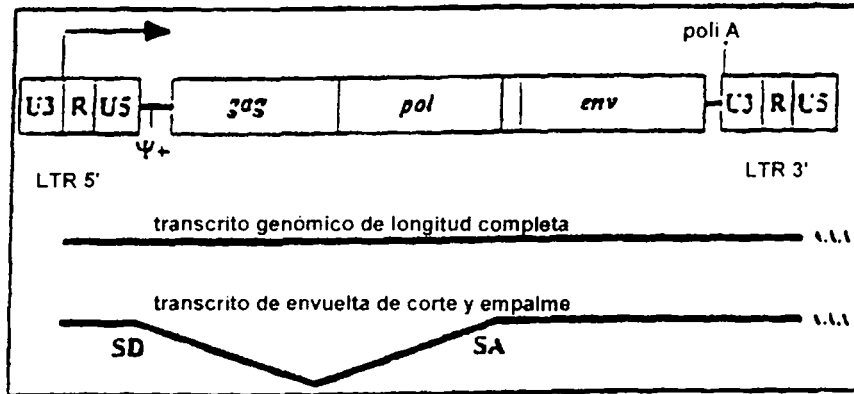 poli A
U3 R U5 gag pol env U3 R U5
Ψ+
LTR 5' LTR 3'
transcrito genómico de longitud completa
transcrito de envuelta de corte y empalme
SD SA